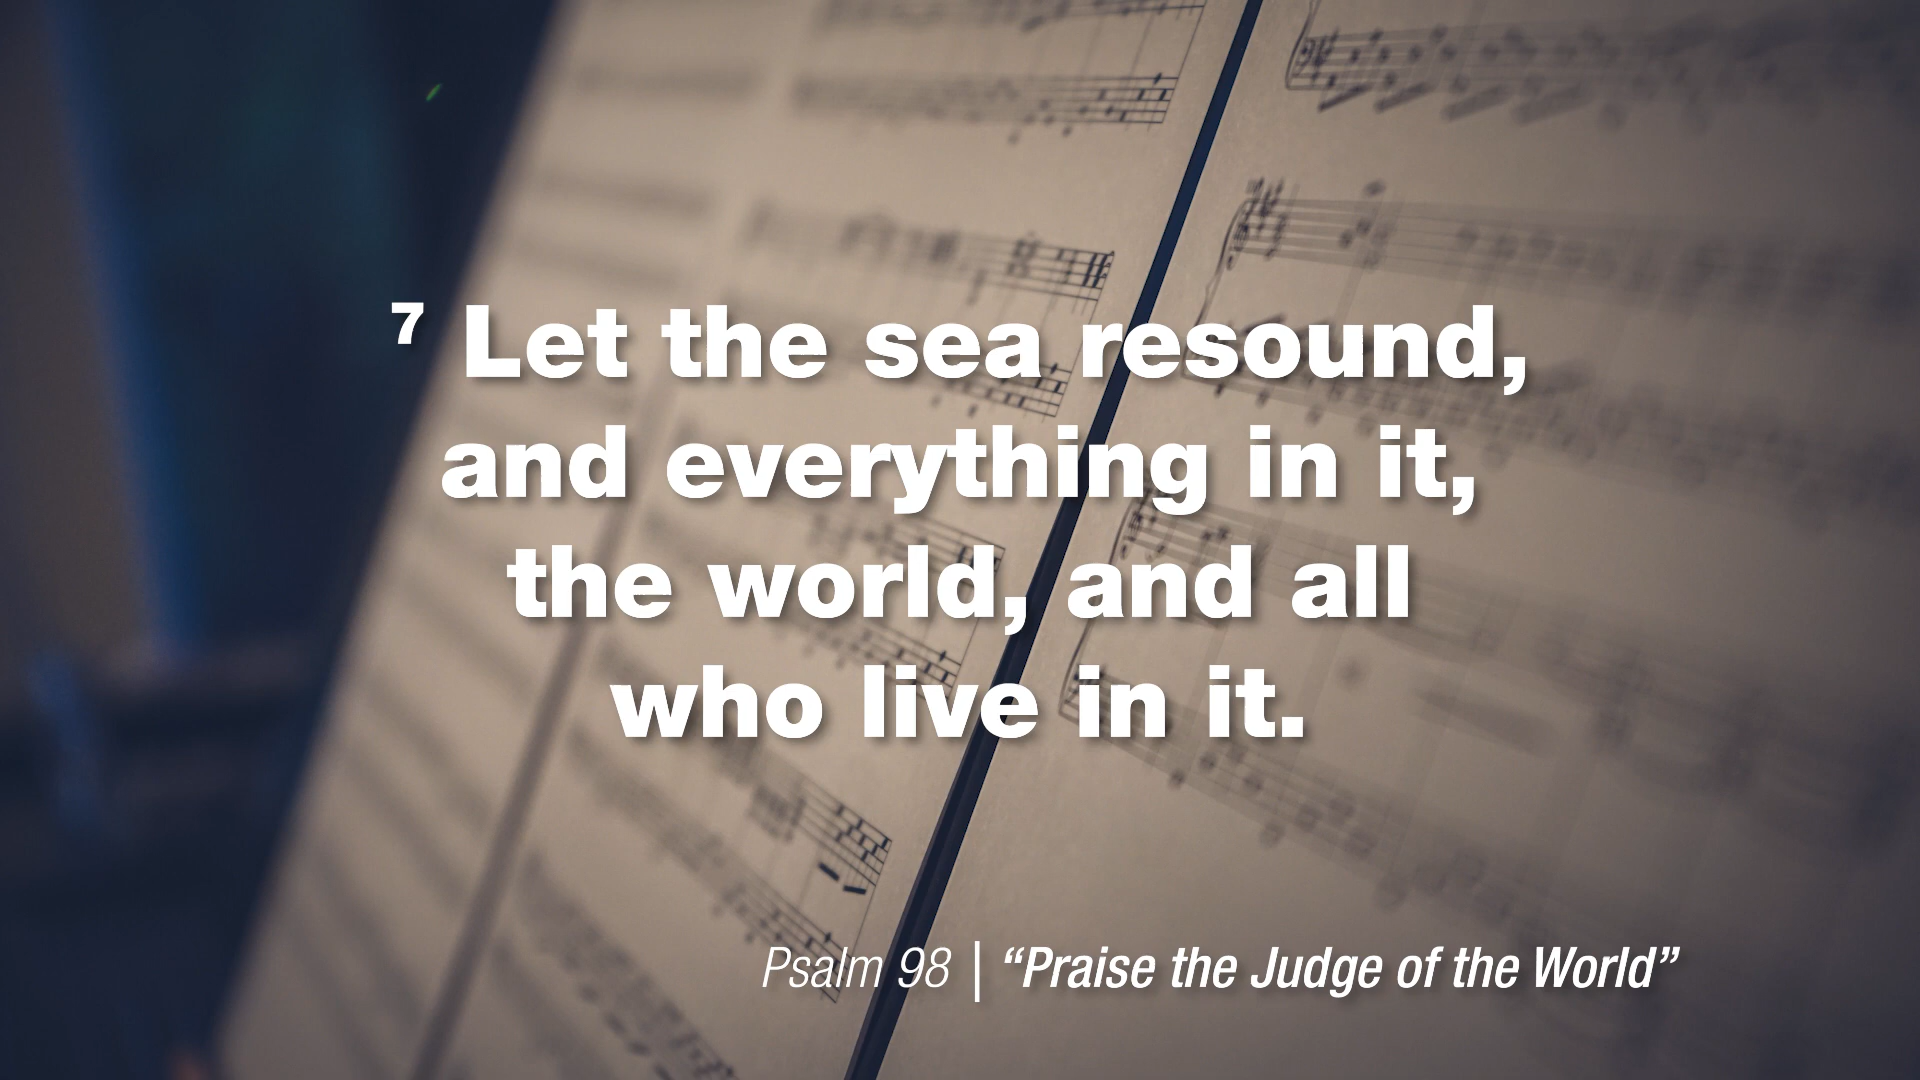 ⁷ Let the sea resound,
and everything in it,
the world, and all
who live in it.
Psalm 98 | “Praise the Judge of the World”